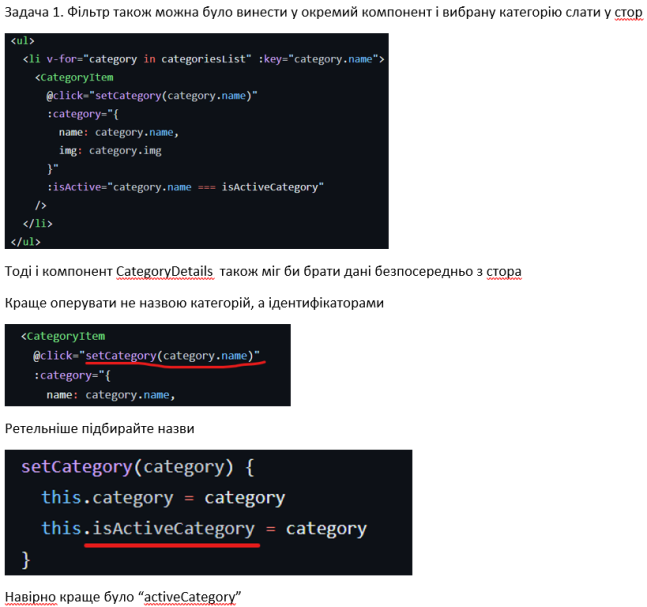 Задача 1. Фільтр також можна було винести у окремий компонент і вибрану категорію слати у стор
<ul>
<li v-for="category in categoriesList" :key="category.name">
<CategoryItem
@click="setCategory(category.name)"
:category="{
name: category.name,
img: category.img
}"
:isActive="category.name === isActiveCategory"
/>
</li>
</ul>
Тоді і компонент CategoryDetails також міг би брати дані безпосередньо з стора
Краще оперувати не назвою категорій, а ідентифікаторами
<CategoryItem
@click="setCategory(category.name)"
:category="{
name: category.name,
Ретельніше підбирайте назви
setCategory(category) {
this.category = category
this.isActiveCategory = category
}
Навірно краще було “activeCategory”